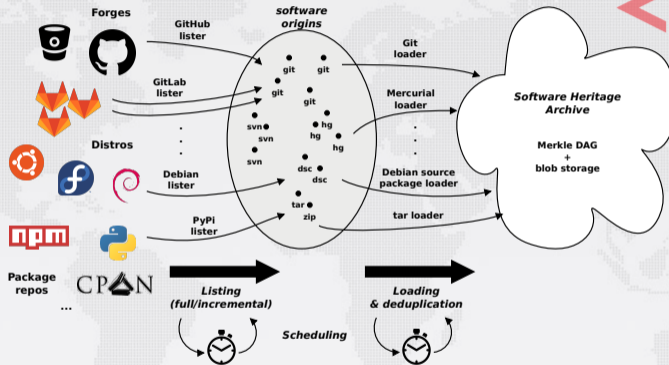 Forges
GitHub
lister
GitLab
lister
.
.
.
Distros
Debian
lister
PyPi
lister
npm
Package
repos
CPAN
...
software
origins
git
git
git
git
svn
svn
svn
hg
hg
hg
dsc
dsc
tar
zip
Git
loader
Mercurial
loader
.
.
.
Debian source
package loader
tar loader
Software Heritage
Archive
Merkle DAG
+
blob storage
Listing
(full/incremental)
Loading
& deduplication
Scheduling